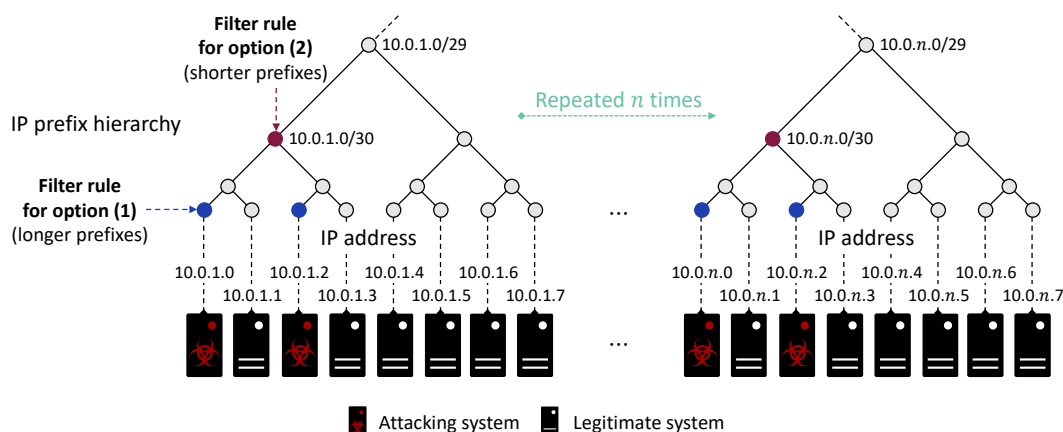 Filter rule
for option (2)
(shorter prefixes)
10.0.1.0/29
10.0.n.0/29
Repeated n times
IP prefix hierarchy
10.0.1.0/30
10.0.n.0/30
Filter rule
for option (1)
(longer prefixes)
...
IP address
IP address
10.0.1.0
10.0.1.2
10.0.1.4
10.0.1.6
10.0.n.0
10.0.n.2
10.0.n.4
10.0.n.6
10.0.1.1
10.0.1.3
10.0.1.5
10.0.1.7
10.0.n.1
10.0.n.3
10.0.n.5
10.0.n.7
...
Attacking system
Legitimate system